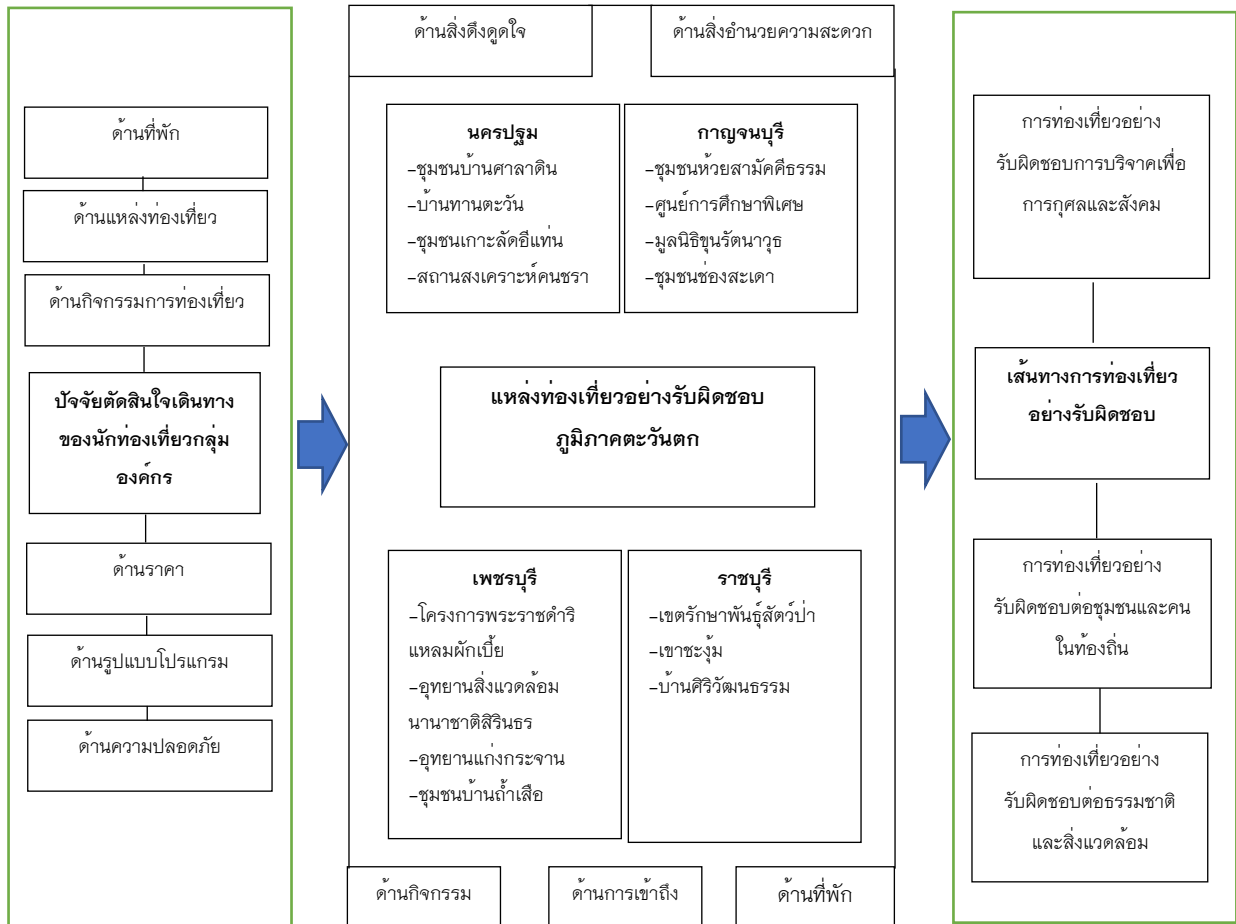 ด้านที่พัก
ด้านแหล่งท่องเที่ยว
ด้านกิจกรรมการท่องเที่ยว
ปัจจัยตัดสินใจเดินทาง
ของนักท่องเที่ยวกลุ่ม
องค์กร
ด้านราคา
ด้านรูปแบบโปรแกรม
ด้านความปลอดภัย
ด้านสิ่งดึงดูดใจ
ด้านสิ่งอำนวยความสะดวก
นครปฐม
-ชุมชนบ้านศาลาดิน
-บ้านทานตะวัน
-ชุมชนเกาะลัดอีแท่น
-สถานสงเคราะห์คนชรา
กาญจนบุรี
-ชุมชนห้วยสามัคคีธรรม
-ศูนย์การศึกษาพิเศษ
-มูลนิธิขุนรัตนาวุธ
-ชุมชนช่องสะเดา
แหล่งท่องเที่ยวอย่างรับผิดชอบ
ภูมิภาคตะวันตก
เพชรบุรี
-โครงการพระราชดำริ
แหลมผักเบี้ย
-อุทยานสิ่งแวดล้อม
นานาชาติสิรินธร
-อุทยานแก่งกระจาน
-ชุมชนบ้านถ้ำเสือ
ราชบุรี
-เขตรักษาพันธุ์สัตว์ป่า
-เขาชะงุ้ม
-บ้านศิริวัฒนธรรม
ด้านกิจกรรม
ด้านการเข้าถึง
ด้านที่พัก
การท่องเที่ยวอย่าง
รับผิดชอบการบริจาคเพื่อ
การกุศลและสังคม
เส้นทางการท่องเที่ยว
อย่างรับผิดชอบ
การท่องเที่ยวอย่าง
รับผิดชอบต่อชุมชนและคน
ในท้องถิ่น
การท่องเที่ยวอย่าง
รับผิดชอบต่อธรรมชาติ
และสิ่งแวดล้อม